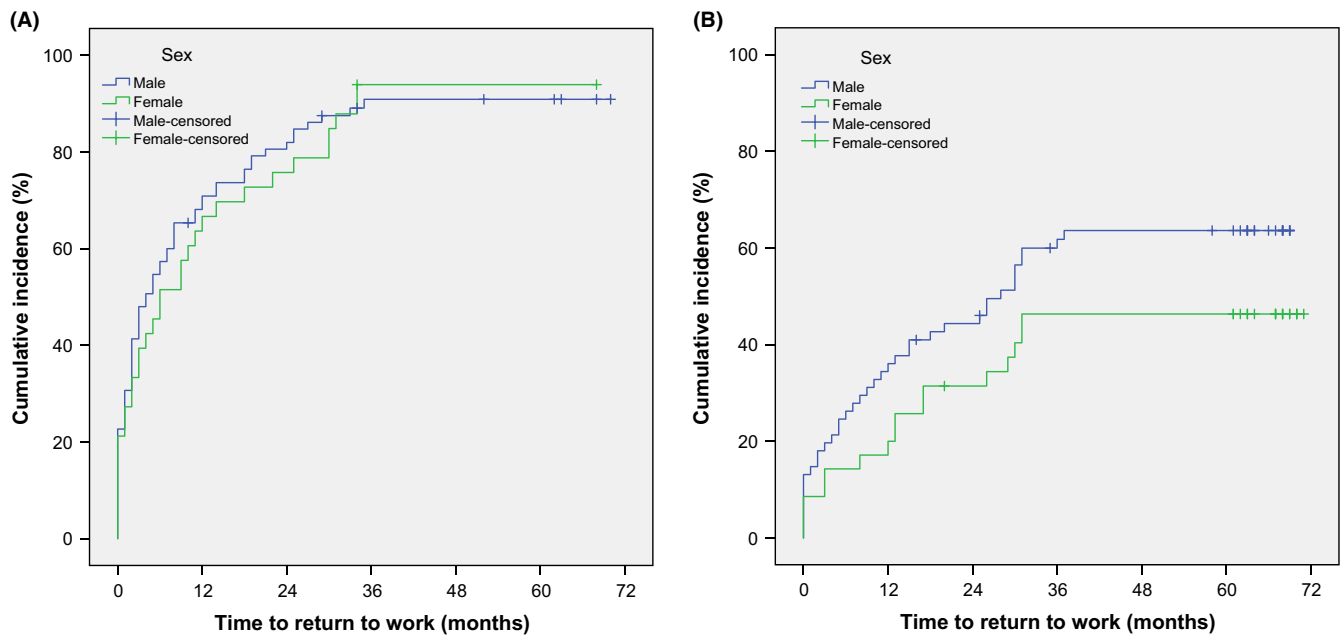 (A)
Cumulative incidence (%)
100
80
60
40
20
0
Sex
Male
Female
Male-censored
Female-censored
0 12 24 36 48 60 72
Time to return to work (months)
(B)
Cumulative incidence (%)
100
80
60
40
20
0
Sex
Male
Female
Male-censored
Female-censored
0 12 24 36 48 60 72
Time to return to work (months)